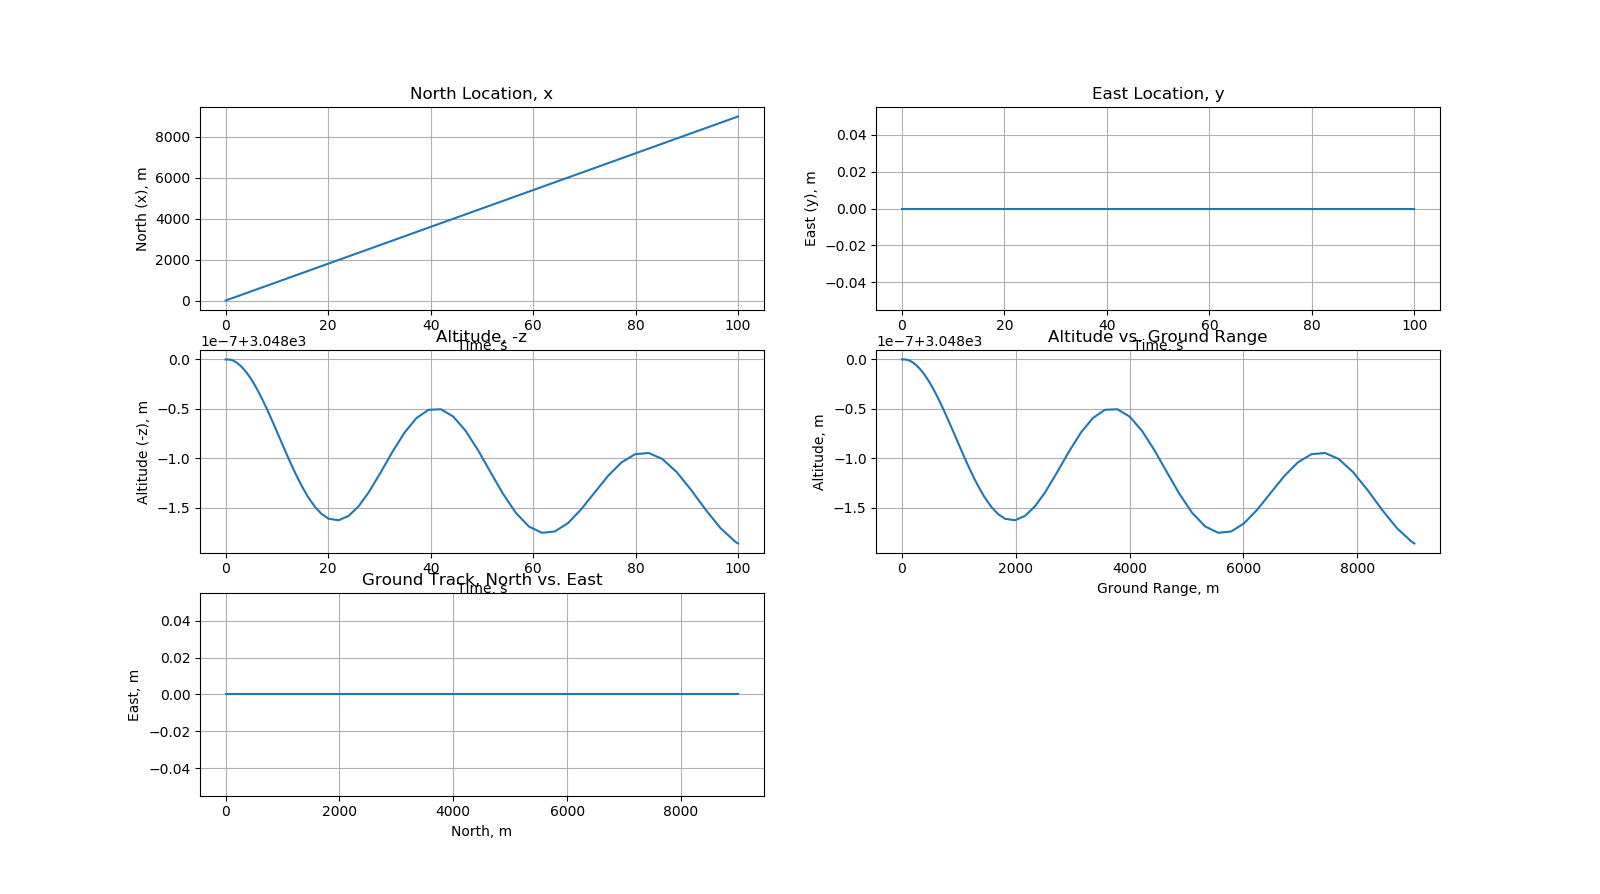 North Location, x
North (x), m
8000
6000
4000
2000
0
0 20 40 60 80 100
Time, s
East Location, y
East (y), m
0.04
0.02
0.00
−0.02
−0.04
0 20 40 60 80 100
Time, s
Altitude, -z
1e−7+3.048e3
Altitude (-z), m
0.0
−0.5
−1.0
−1.5
0 20 40 60 80 100
Time, s
Altitude vs. Ground Range
1e−7+3.048e3
Altitude, m
0.0
−0.5
−1.0
−1.5
0 2000 4000 6000 8000
Ground Range, m
Ground Track, North vs. East
East, m
0.04
0.02
0.00
−0.02
−0.04
0 2000 4000 6000 8000
North, m